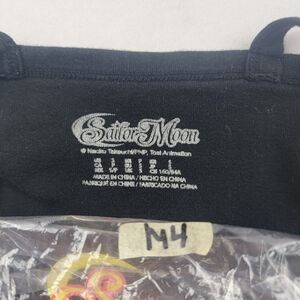 Sailor Moon
© Naoko Takeuchi/PNP, Toei Animation
MADE IN CHINA / HECHO EN CHINA
FABRIQUÉ EN CHINE / FABRICADO NA CHINA
M4